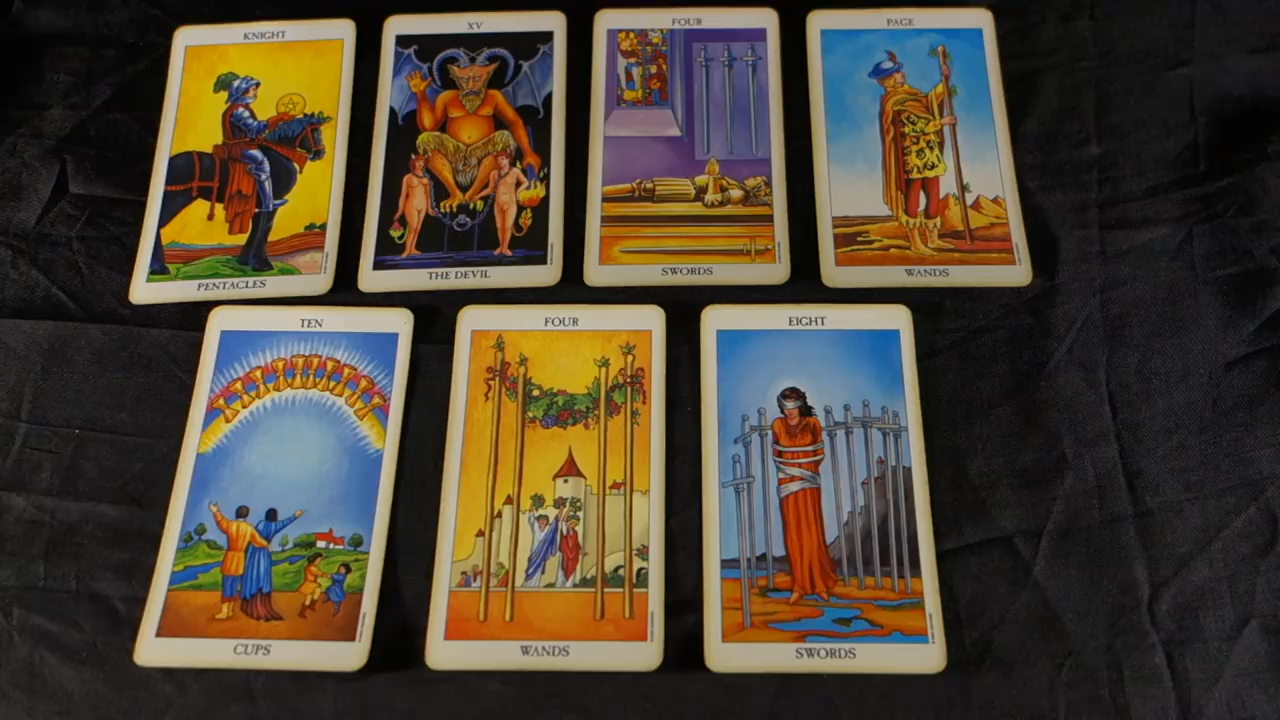 KNIGHT
PENTACLES
XV
THE DEVIL
FOUR
SWORDS
PAGE
WANDS
TEN
CUPS
FOUR
WANDS
EIGHT
SWORDS